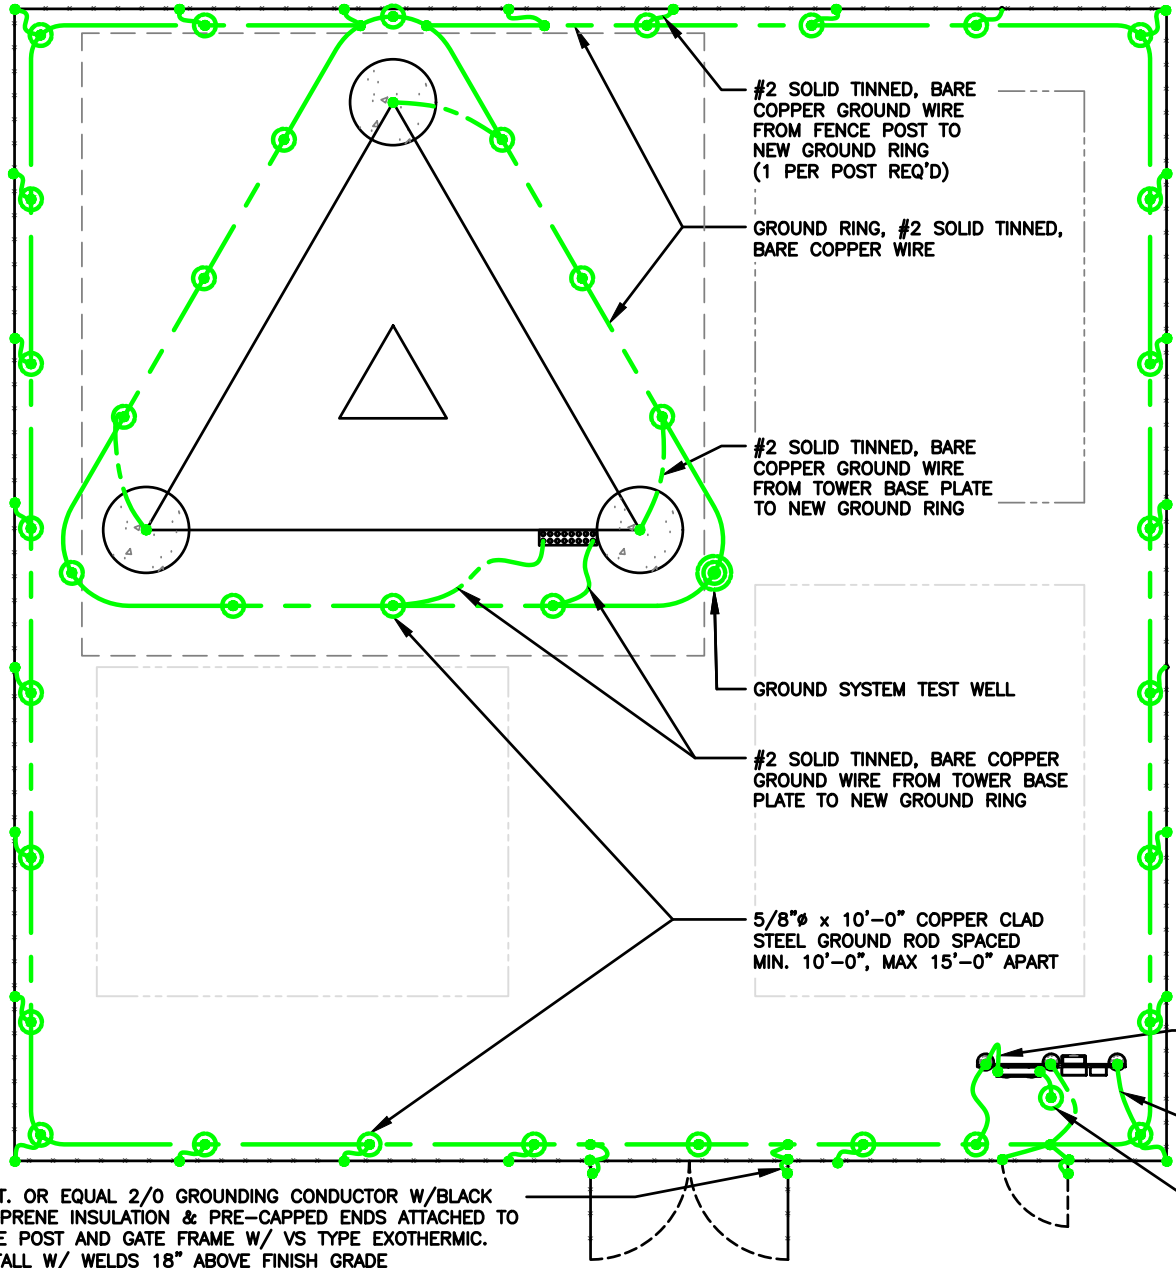 #2 SOLID TINNED, BARE
COPPER GROUND WIRE
FROM FENCE POST TO
NEW GROUND RING
(1 PER POST REQ'D)
GROUND RING, #2 SOLID TINNED,
BARE COPPER WIRE
#2 SOLID TINNED, BARE
COPPER GROUND WIRE
FROM TOWER BASE PLATE
TO NEW GROUND RING
GROUND SYSTEM TEST WELL
#2 SOLID TINNED, BARE COPPER
GROUND WIRE FROM TOWER BASE
PLATE TO NEW GROUND RING
5/8"ø x 10'-0" COPPER CLAD
STEEL GROUND ROD SPACED
MIN. 10'-0", MAX 15'-0" APART
T. OR EQUAL 2/0 GROUNDING CONDUCTOR W/BLACK
PRENE INSULATION & PRE-CAPPED ENDS ATTACHED TO
E POST AND GATE FRAME W/ VS TYPE EXOTHERMIC.
TALL W/ WELDS 18" ABOVE FINISH GRADE